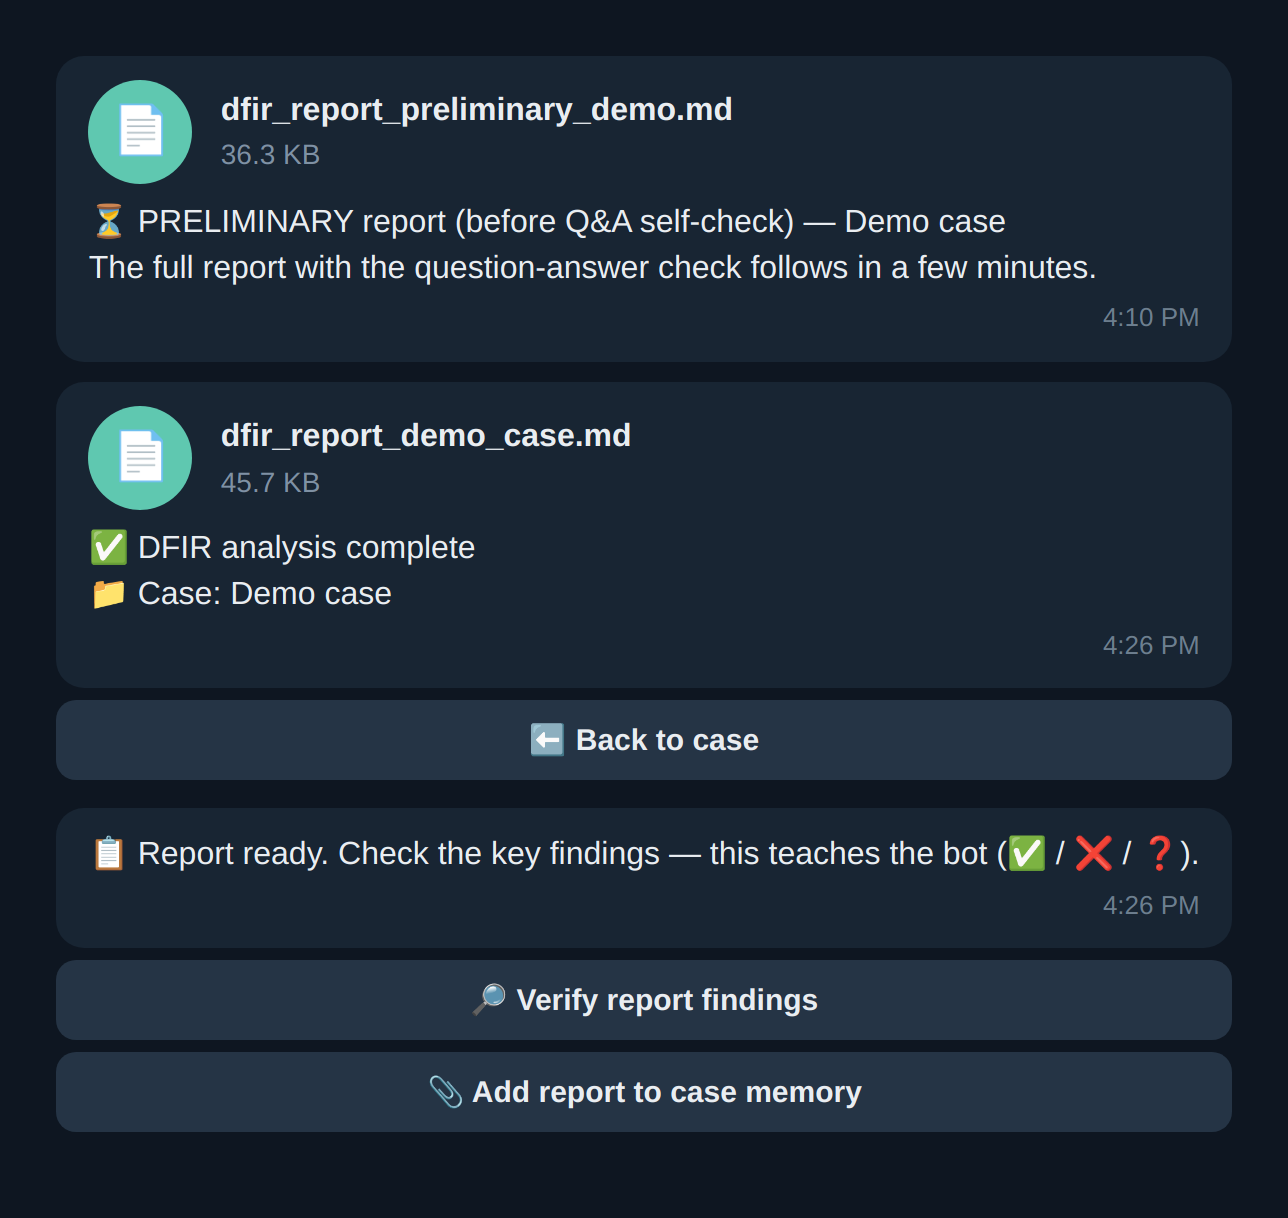 dfir_report_preliminary_demo.md
36.3 KB
⏳ PRELIMINARY report (before Q&A self-check) — Demo case
The full report with the question-answer check follows in a few minutes.
4:10 PM
dfir_report_demo_case.md
45.7 KB
✅ DFIR analysis complete
📁 Case: Demo case
4:26 PM
⬅️ Back to case
📋 Report ready. Check the key findings — this teaches the bot (✅ / ❌ / ❓).
4:26 PM
🔎 Verify report findings
📎 Add report to case memory